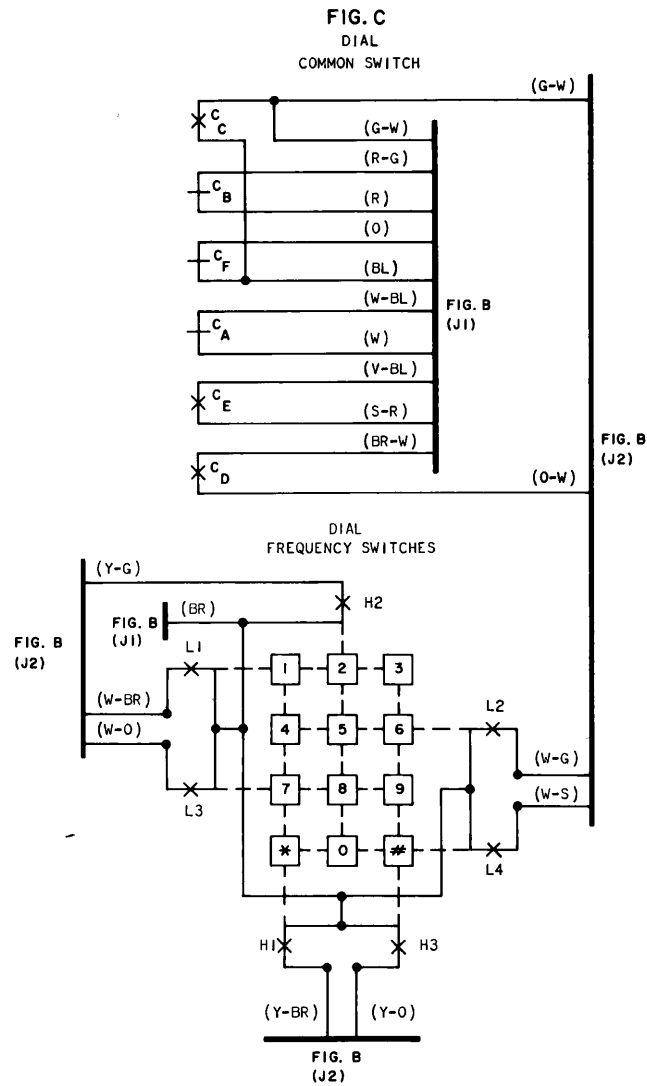 FIG. C
DIAL
COMMON SWITCH
(G-W)
C C
(G-W)
(R-G)
C B
(R)
(O)
C F
(BL)
(W-BL)
FIG. B
(J1)
C A
(W)
(V-BL)
C E
(S-R)
(BR-W)
FIG. B
(J2)
C D
(O-W)
DIAL
FREQUENCY SWITCHES
(Y-G)
H2
(BR)
FIG. B
(J1)
FIG. B
(J2)
L1
1 2 3
(W-BR)
4 5 6
L2
(W-O)
(W-G)
7 8 9
(W-S)
L3
* 0 #
L4
H1
H3
(Y-BR)
(Y-O)
FIG. B
(J2)